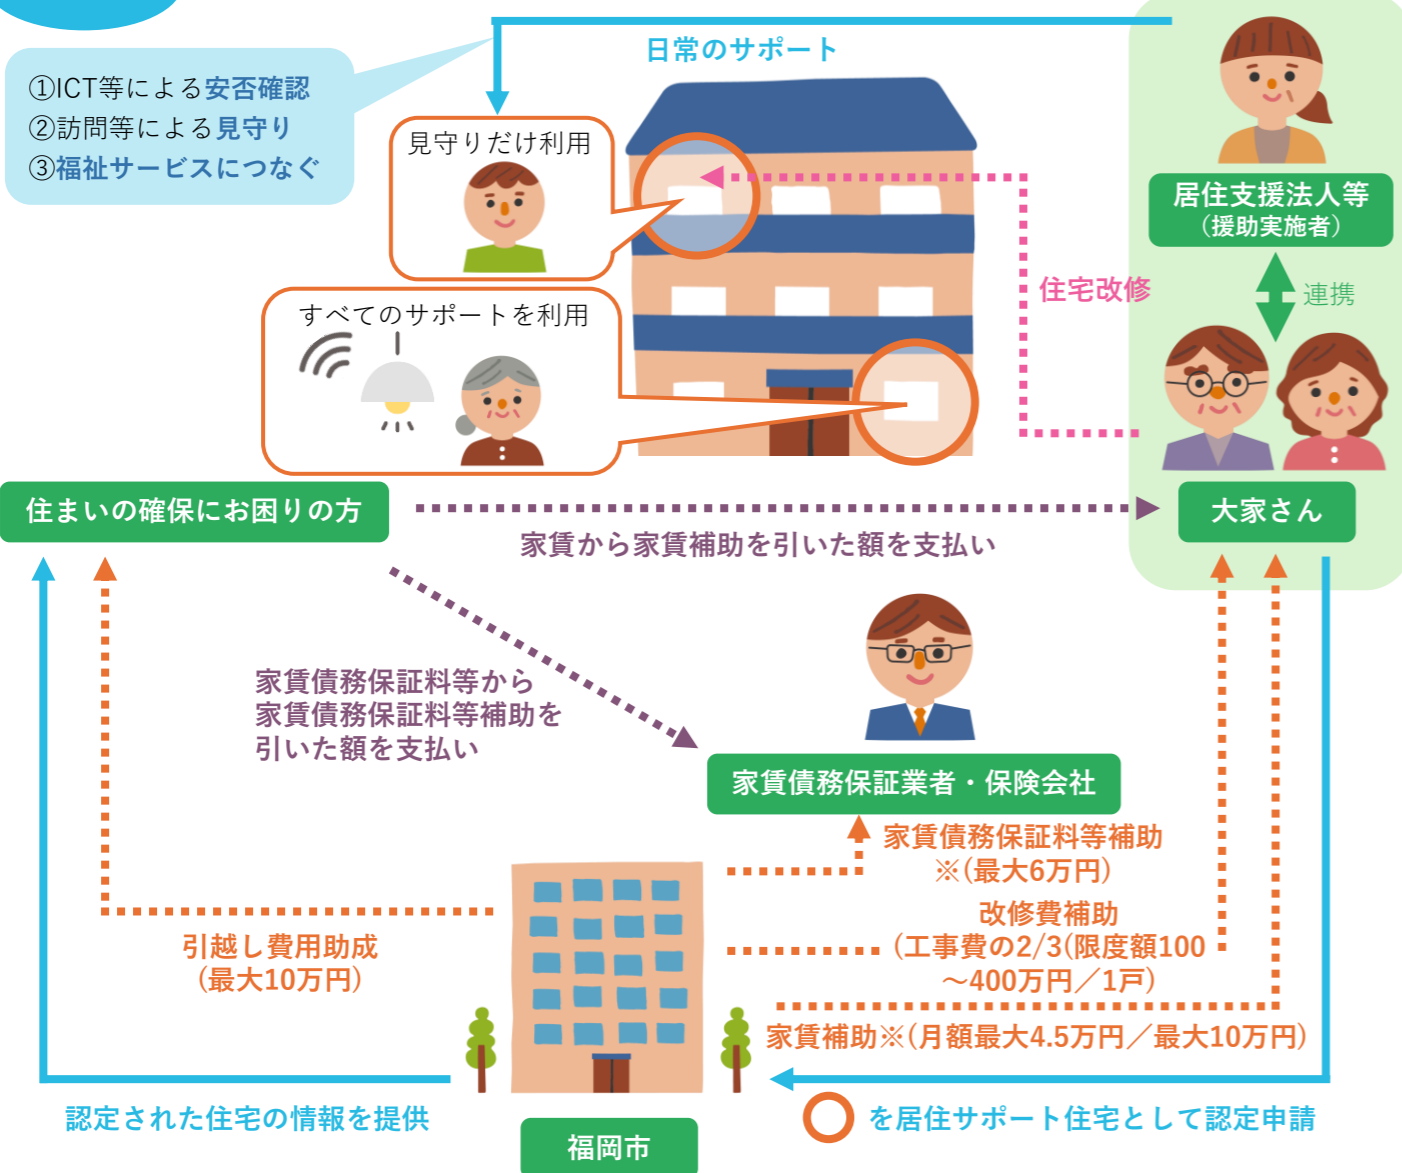 日常のサポート
①ICT等による安否確認
②訪問等による見守り
③福祉サービスにつなぐ
見守りだけ利用
居住支援法人等
（援助実施者）
連携
住宅改修
すべてのサポートを利用
住まいの確保にお困りの方
大家さん
家賃から家賃補助を引いた額を支払い
家賃債務保証料等から
家賃債務保証料等補助を
引いた額を支払い
家賃債務保証業者・保険会社
家賃債務保証料等補助
※(最大6万円)
改修費補助
(工事費の2/3(限度額100
～400万円／1戸)
引越し費用助成
(最大10万円)
家賃補助※(月額最大4.5万円／最大10万円)
認定された住宅の情報を提供
を居住サポート住宅として認定申請
福岡市